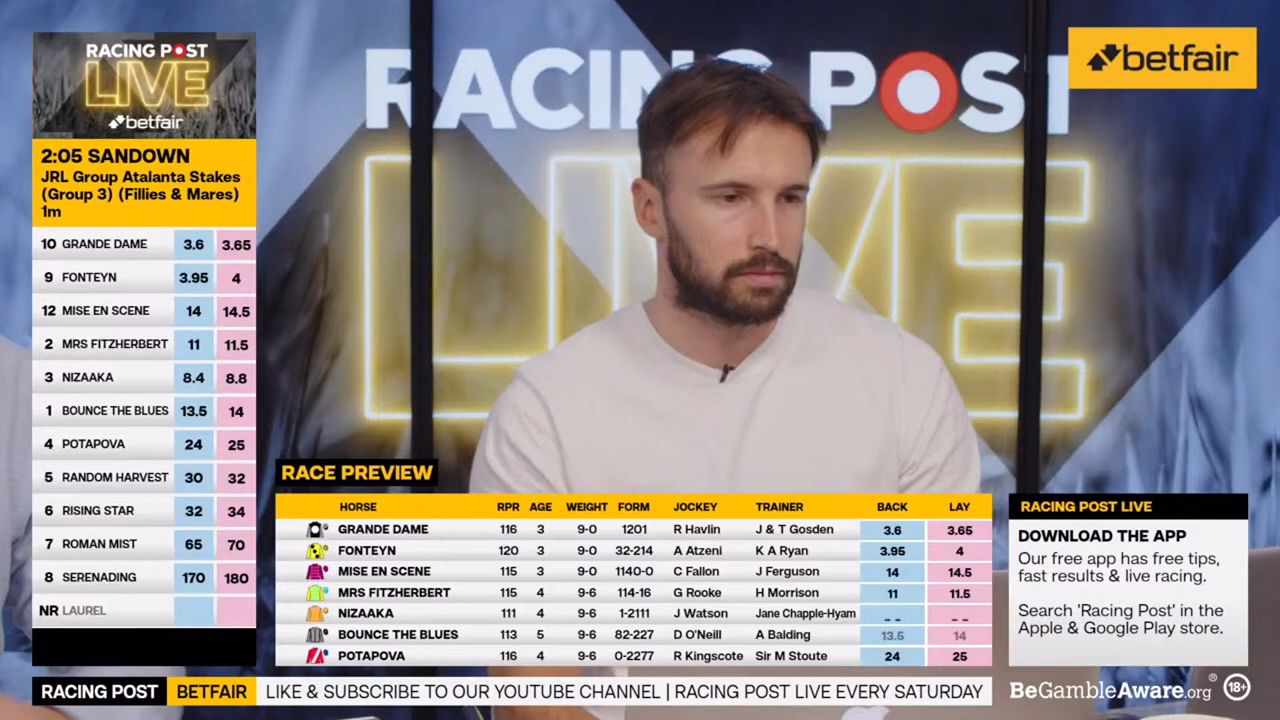 RACING POST
LIVE
betfair
2:05 SANDOWN
JRL Group Atalanta Stakes
(Group 3) (Fillies & Mares)
1m
10 GRANDE DAME 3.6 3.65
9 FONTEYN 3.95 4
12 MISE EN SCENE 14 14.5
2 MRS FITZHERBERT 11 11.5
3 NIZAAKA 8.4 8.8
1 BOUNCE THE BLUES 13.5 14
4 POTAPOVA 24 25
5 RANDOM HARVEST 30 32
6 RISING STAR 32 34
7 ROMAN MIST 65 70
8 SERENADING 170 180
NR LAUREL
RACING POST
LIVE
betfair
RACE PREVIEW
HORSE RPR AGE WEIGHT FORM JOCKEY TRAINER BACK LAY
GRANDE DAME 116 3 9-0 1201 R Havlin J & T Gosden 3.6 3.65
FONTEYN 120 3 9-0 32-214 A Atzeni K A Ryan 3.95 4
MISE EN SCENE 115 3 9-0 1140-0 C Fallon J Ferguson 14 14.5
MRS FITZHERBERT 115 4 9-6 114-16 G Rooke H Morrison 11 11.5
NIZAAKA 111 4 9-6 1-2111 J Watson Jane Chapple-Hyam -- --
BOUNCE THE BLUES 113 5 9-6 82-227 D O'Neill A Balding 13.5 14
POTAPOVA 116 4 9-6 0-2277 R Kingscote Sir M Stoute 24 25
RACING POST LIVE
DOWNLOAD THE APP
Our free app has free tips,
fast results & live racing.
Search 'Racing Post' in the
Apple & Google Play store.
RACING POST BETFAIR LIKE & SUBSCRIBE TO OUR YOUTUBE CHANNEL | RACING POST LIVE EVERY SATURDAY
BeGambleAware.org® 18+